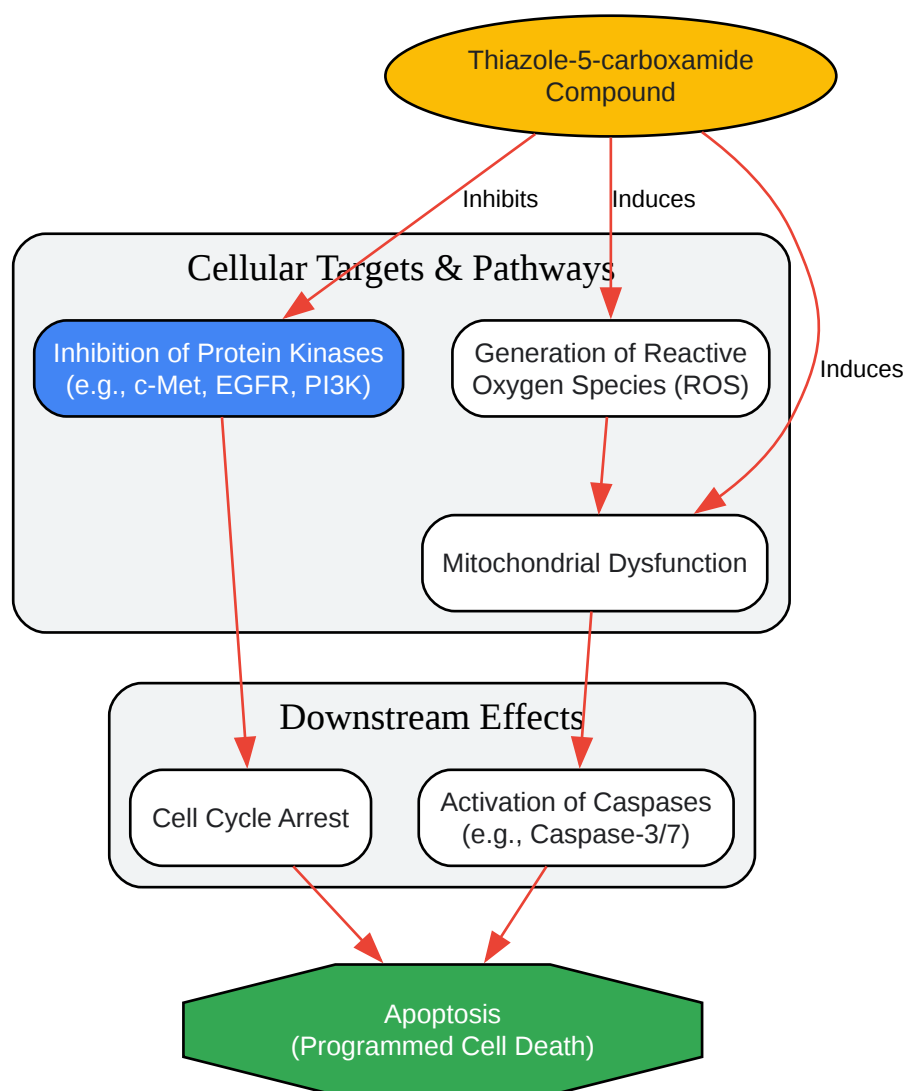 Thiazole-5-carboxamide
Compound
Inhibits
Induces
Cellular Targets & Pathways
Inhibition of Protein Kinases
(e.g., c-Met, EGFR, PI3K)
Generation of Reactive
Oxygen Species (ROS)
Induces
Mitochondrial Dysfunction
Downstream Effects
Cell Cycle Arrest
Activation of Caspases
(e.g., Caspase-3/7)
Apoptosis
(Programmed Cell Death)